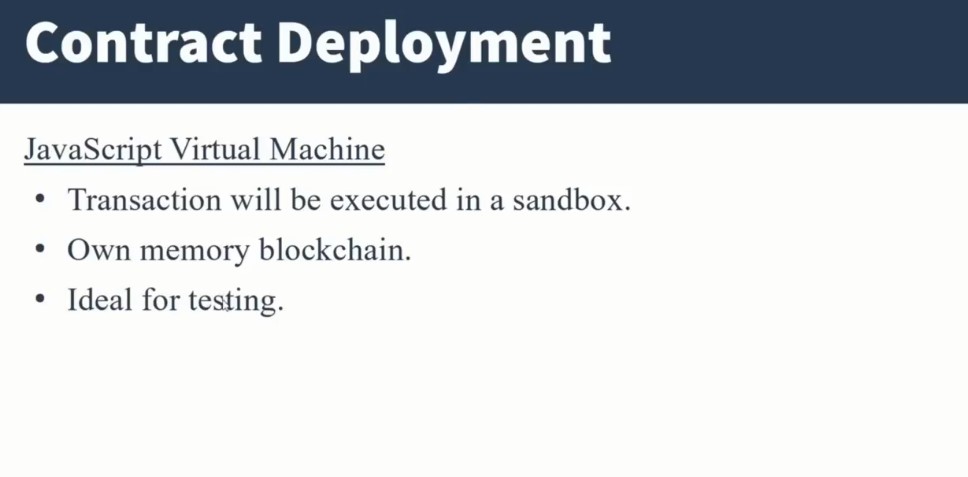 Contract Deployment
JavaScript Virtual Machine
• Transaction will be executed in a sandbox.
• Own memory blockchain.
• Ideal for testing.